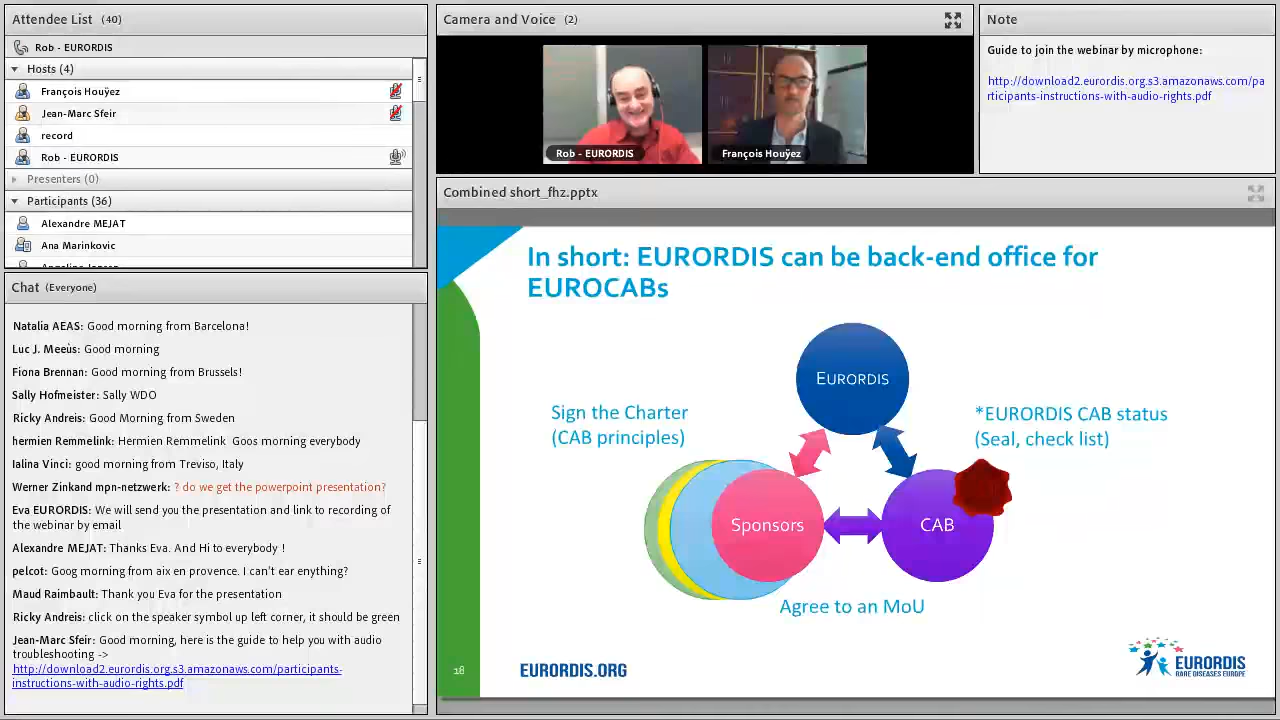 Attendee List (40)
Rob - EURORDIS
Hosts (4)
François Houÿez
Jean-Marc Sfeir
record
Rob - EURORDIS
Presenters (0)
Participants (36)
Alexandre MEJAT
Ana Marinkovic
Chat (Everyone)
Natalia AEAS: Good morning from Barcelona!
Luc J. Meeùs: Good morning
Fiona Brennan: Good morning from Brussels!
Sally Hofmeister: Sally WDO
Ricky Andreis: Good Morning from Sweden
hermien Remmelink: Hermien Remmelink Goos morning everybody
Ialina Vinci: good morning from Treviso, Italy
Werner Zinkand mpn-netzwerk: ? do we get the powerpoint presentation?
Eva EURORDIS: We will send you the presentation and link to recording of
the webinar by email
Alexandre MEJAT: Thanks Eva. And Hi to everybody !
pelcot: Goog morning from aix en provence. I can't ear enything?
Maud Raimbault: Thank you Eva for the presentation
Ricky Andreis: click on the speaker symbol up left corner, it should be green
Jean-Marc Sfeir: Good morning, here is the guide to help you with audio
troubleshooting ->
http://download2.eurordis.org.s3.amazonaws.com/participants-
instructions-with-audio-rights.pdf
Camera and Voice (2)
Rob - EURORDIS
François Houÿez
Note
Guide to join the webinar by microphone:
http://download2.eurordis.org.s3.amazonaws.com/pa
rticipants-instructions-with-audio-rights.pdf
Combined short_fhz.pptx
In short: EURORDIS can be back-end office for
EUROCABs
EURORDIS
Sign the Charter
(CAB principles)
*EURORDIS CAB status
(Seal, check list)
Sponsors
CAB
Agree to an MoU
18
EURORDIS.ORG
EURORDIS
RARE DISEASES EUROPE